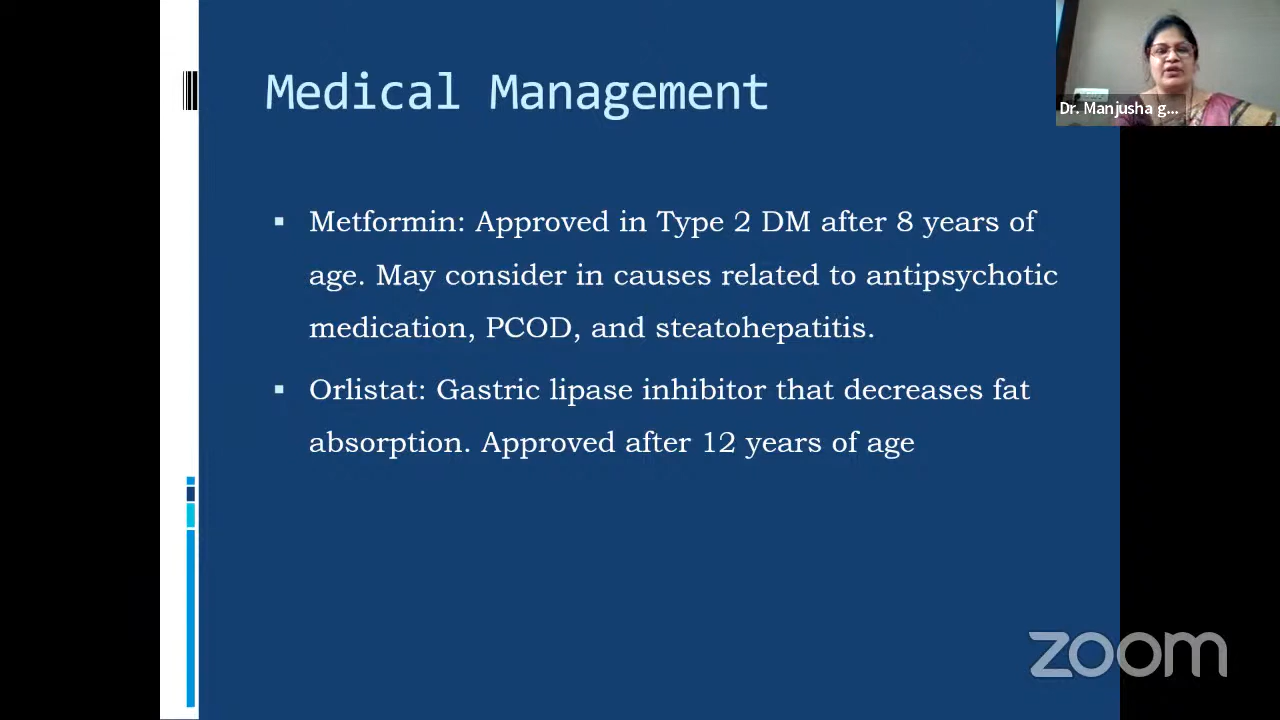 Medical Management
Dr. Manjusha g...
▪ Metformin: Approved in Type 2 DM after 8 years of
age. May consider in causes related to antipsychotic
medication, PCOD, and steatohepatitis.
▪ Orlistat: Gastric lipase inhibitor that decreases fat
absorption. Approved after 12 years of age
zoom